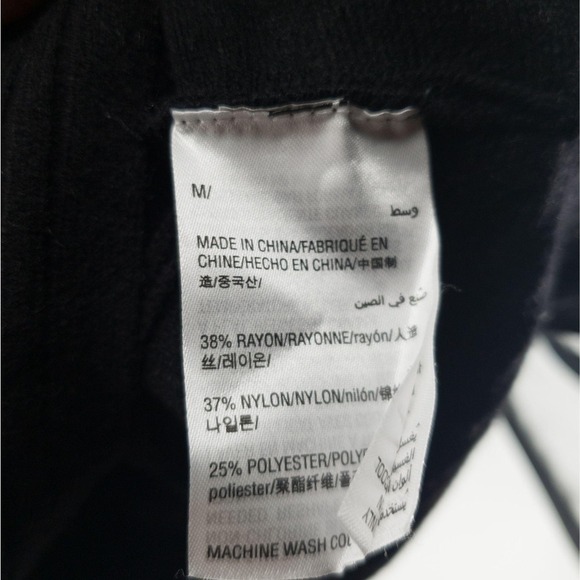 M/
وسط
MADE IN CHINA/FABRIQUÉ EN
CHINE/HECHO EN CHINA/中国制
造/중국산/
في الصين
38% RAYON/RAYONNE/rayón/人造
丝/레이온/
37% NYLON/NYLON/nilón/锦
나일론/
25% POLYESTER/POLY
poliester/聚酯纤维/폴
MACHINE WASH